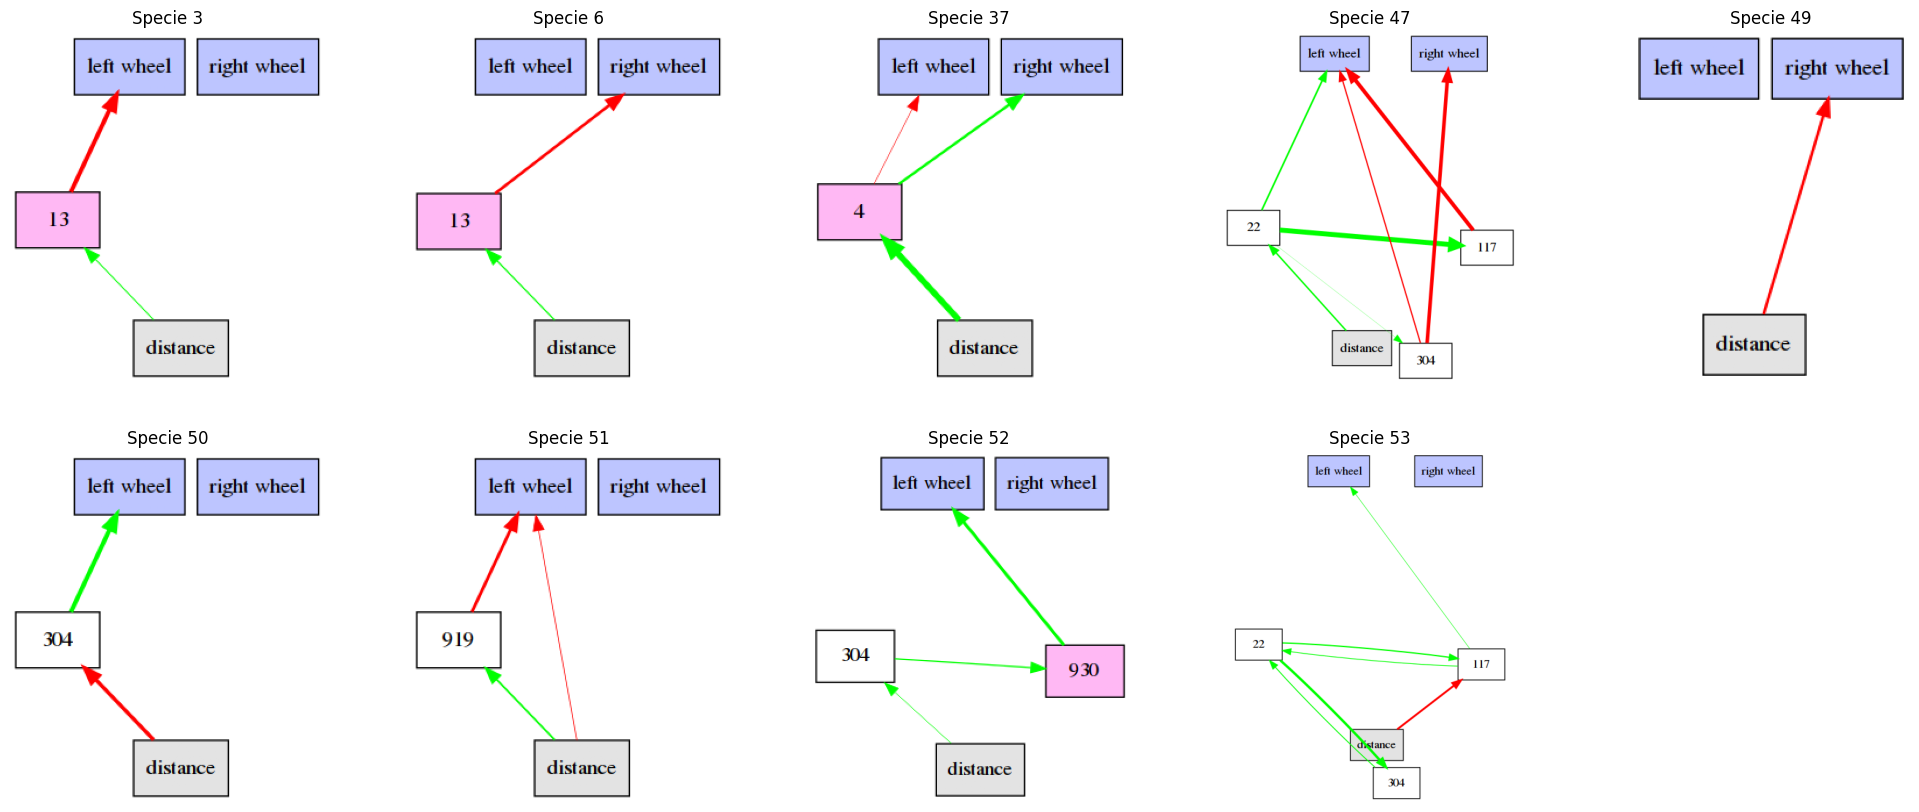 Specie 3
left wheel
right wheel
13
distance
Specie 6
left wheel
right wheel
13
distance
Specie 37
left wheel
right wheel
4
distance
Specie 47
left wheel
right wheel
22
117
distance
304
Specie 49
left wheel
right wheel
distance
Specie 50
left wheel
right wheel
304
distance
Specie 51
left wheel
right wheel
919
distance
Specie 52
left wheel
right wheel
304
930
distance
Specie 53
left wheel
right wheel
22
117
distance
304